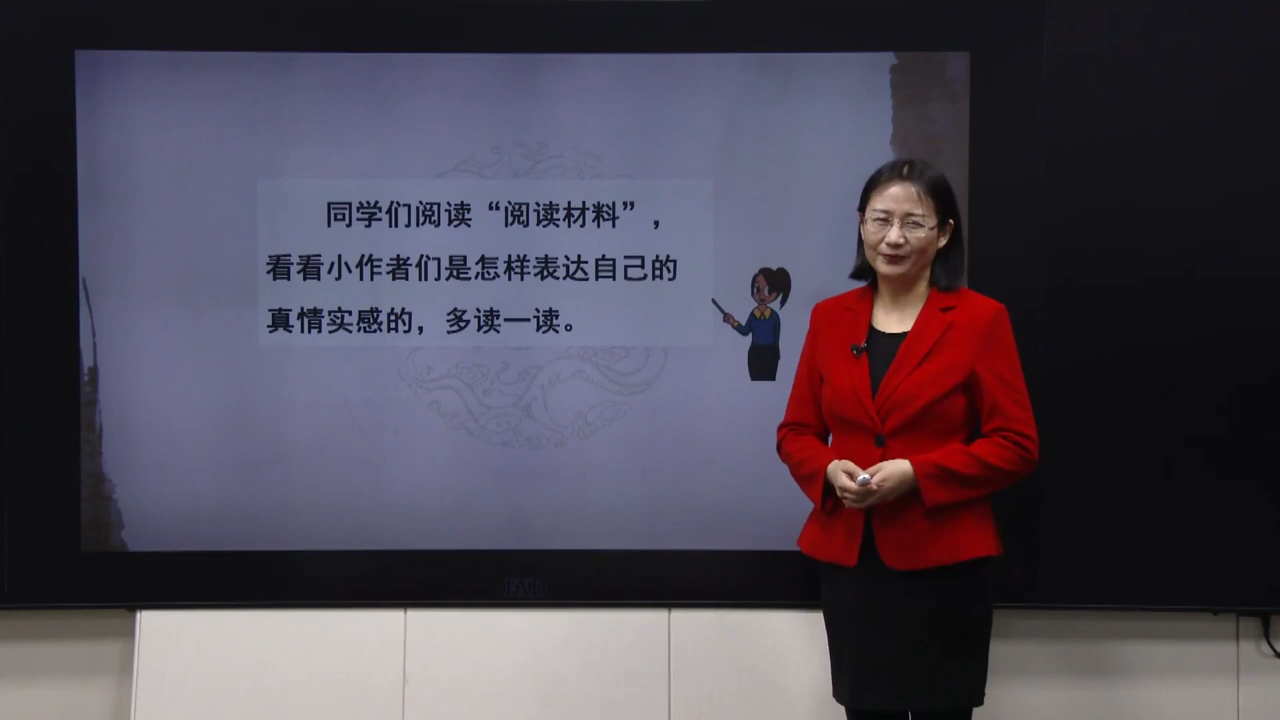 同学们阅读“阅读材料”，
看看小作者们是怎样表达自己的
真情实感的，多读一读。